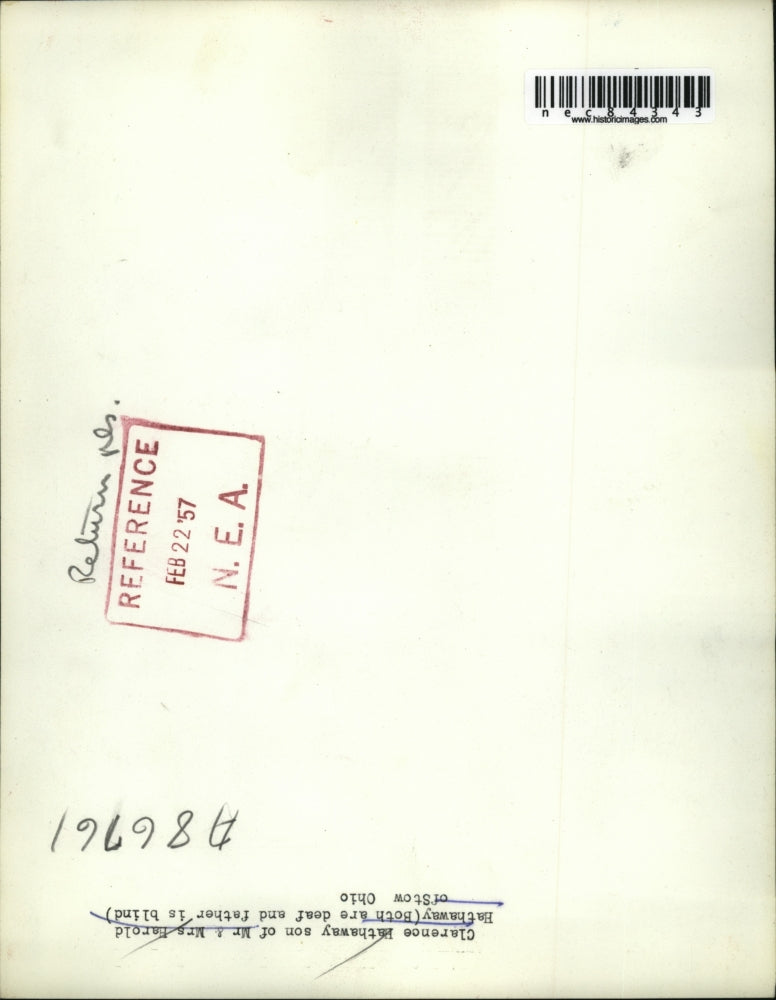 nec84343
www.historicimages.com
Return pls.
REFERENCE
FEB 22 '57
N. E. A.
A86761
Clarence Hathaway son of Mr & Mrs Harold
Hathaway(Both are deaf and father is blind)
ofStow Ohio